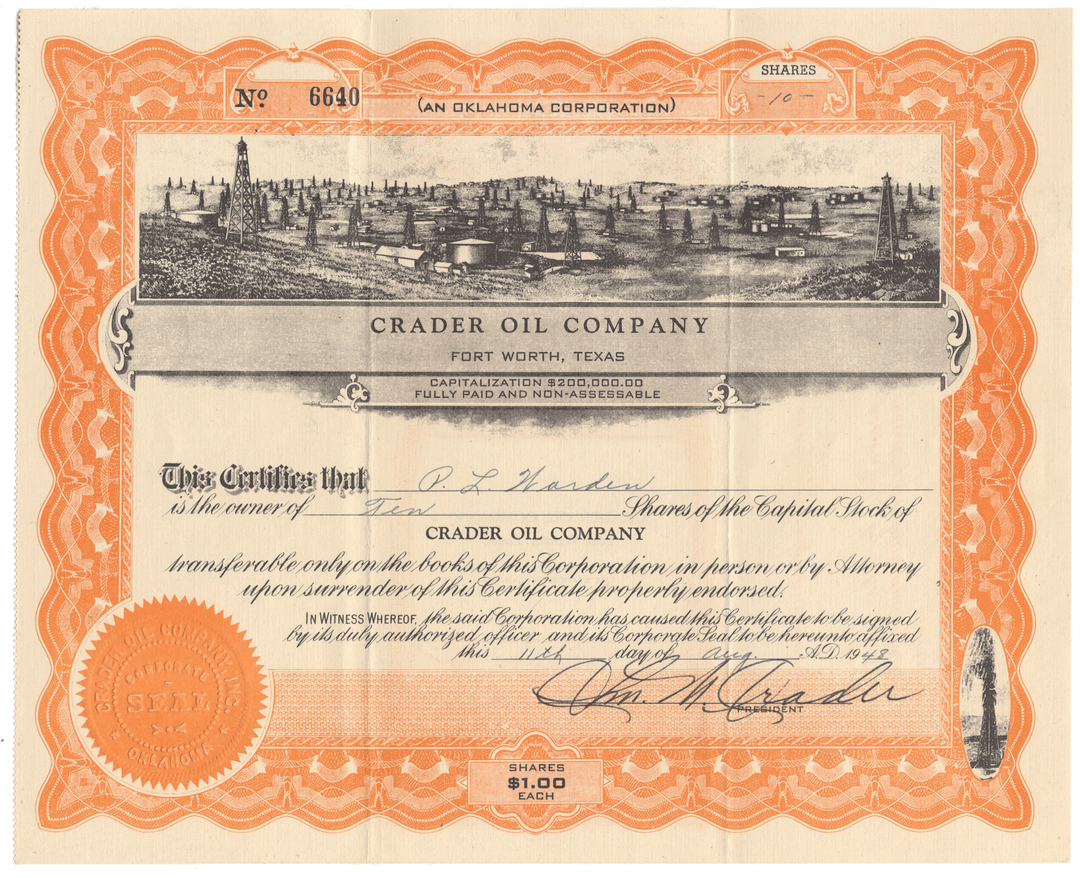 Nº 6640
(AN OKLAHOMA CORPORATION)
SHARES
-10-
CRADER OIL COMPANY
FORT WORTH, TEXAS
CAPITALIZATION $200,000.00
FULLY PAID AND NON-ASSESSABLE
This Certifies that P. L. Warden
is the owner of Ten Shares of the Capital Stock of
CRADER OIL COMPANY
transferable only on the books of this Corporation in person or by Attorney
upon surrender of this Certificate properly endorsed.
IN WITNESS WHEREOF, the said Corporation has caused this Certificate to be signed
by its duly authorized officer and its Corporate Seal to be hereunto affixed
this 11th day of Aug. A.D. 1948
M. Crader
PRESIDENT
CRADER OIL COMPANY, INC.
CORPORATE
SEAL
OKLAHOMA
SHARES
$1.00
EACH